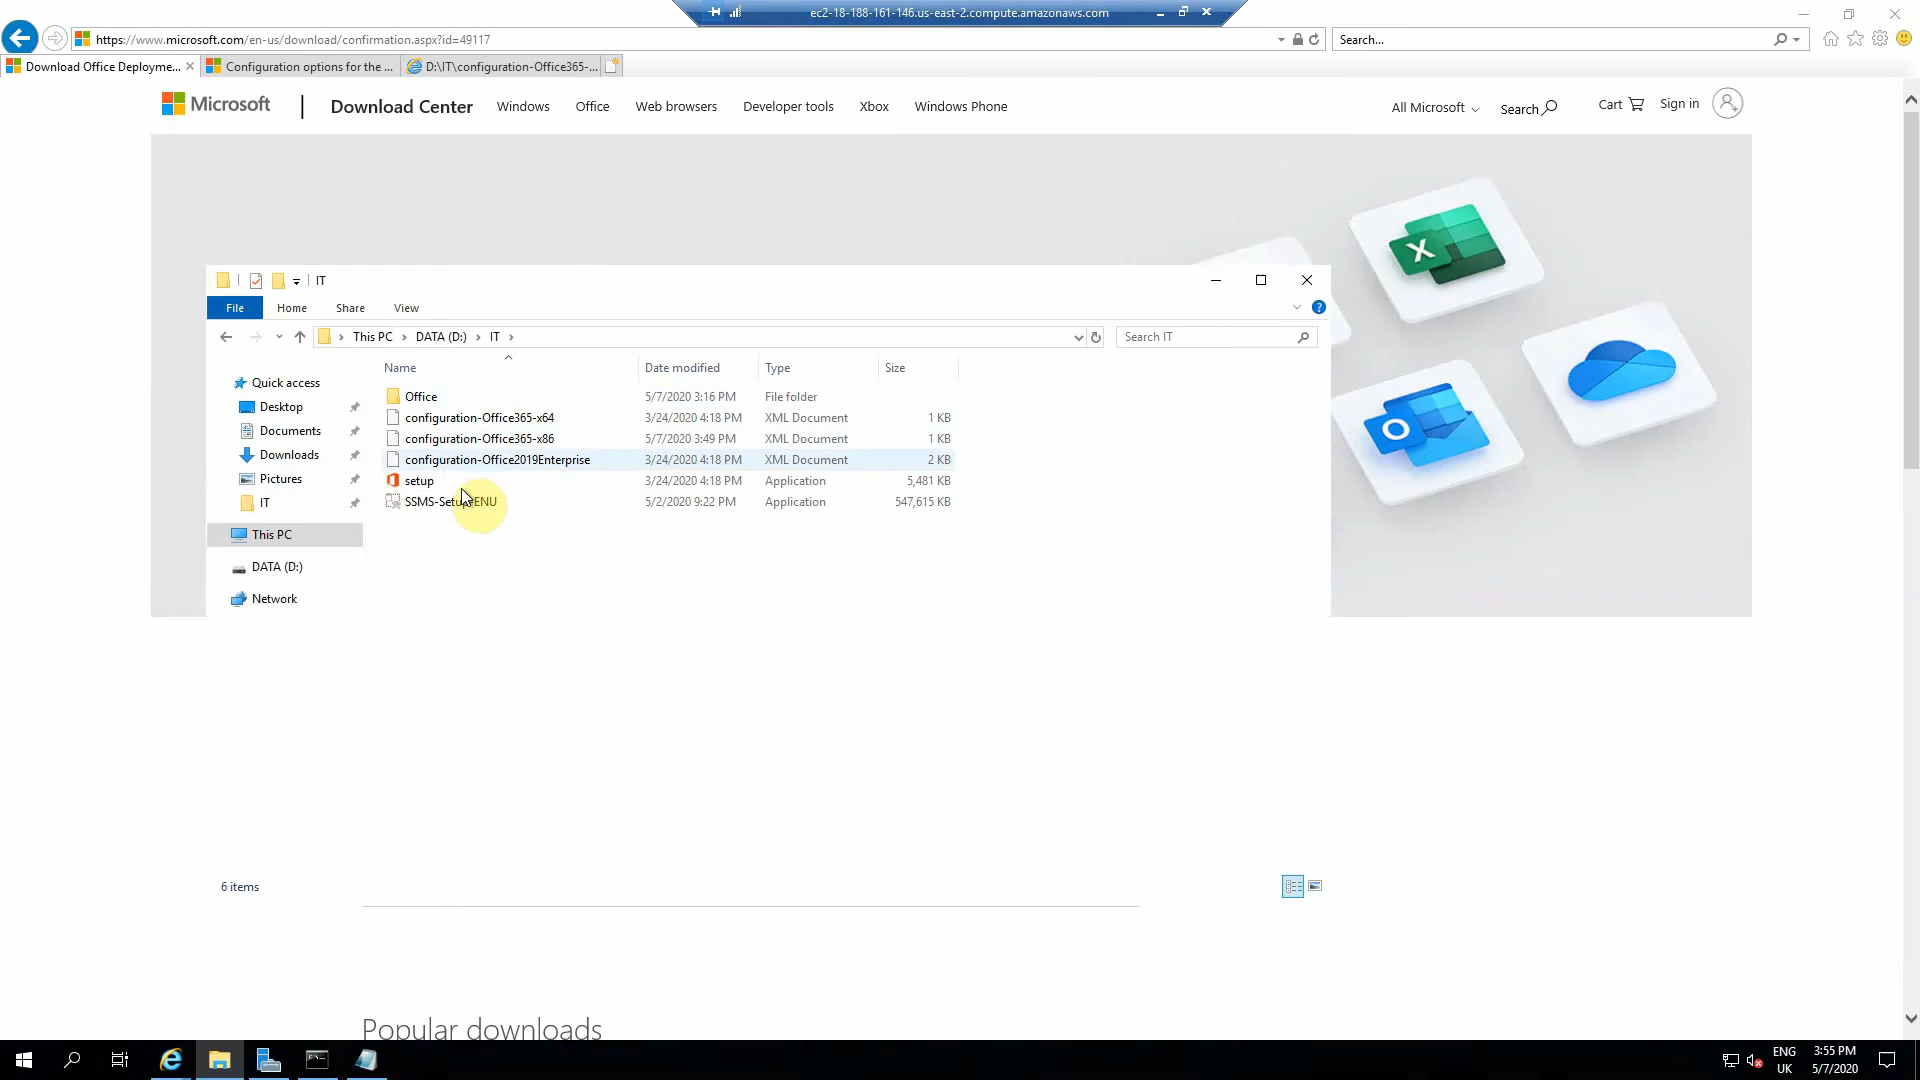 ec2-18-188-161-146.us-east-2.compute.amazonaws.com
https://www.microsoft.com/en-us/download/confirmation.aspx?id=49117
Search...
Download Office Deployme...
Configuration options for the ...
D:\IT\configuration-Office365-...
Microsoft
Download Center
Windows
Office
Web browsers
Developer tools
Xbox
Windows Phone
All Microsoft
Search
Cart
Sign in
IT
File
Home
Share
View
This PC
DATA (D:)
IT
Search IT
Name
Date modified
Type
Size
Quick access
Desktop
Documents
Downloads
Pictures
IT
This PC
DATA (D:)
Network
Office 5/7/2020 3:16 PM File folder
configuration-Office365-x64 3/24/2020 4:18 PM XML Document 1 KB
configuration-Office365-x86 5/7/2020 3:49 PM XML Document 1 KB
configuration-Office2019Enterprise 3/24/2020 4:18 PM XML Document 2 KB
setup 3/24/2020 4:18 PM Application 5,481 KB
SSMS-Setup-ENU 5/2/2020 9:22 PM Application 547,615 KB
6 items
Popular downloads
ENG
UK
3:55 PM
5/7/2020